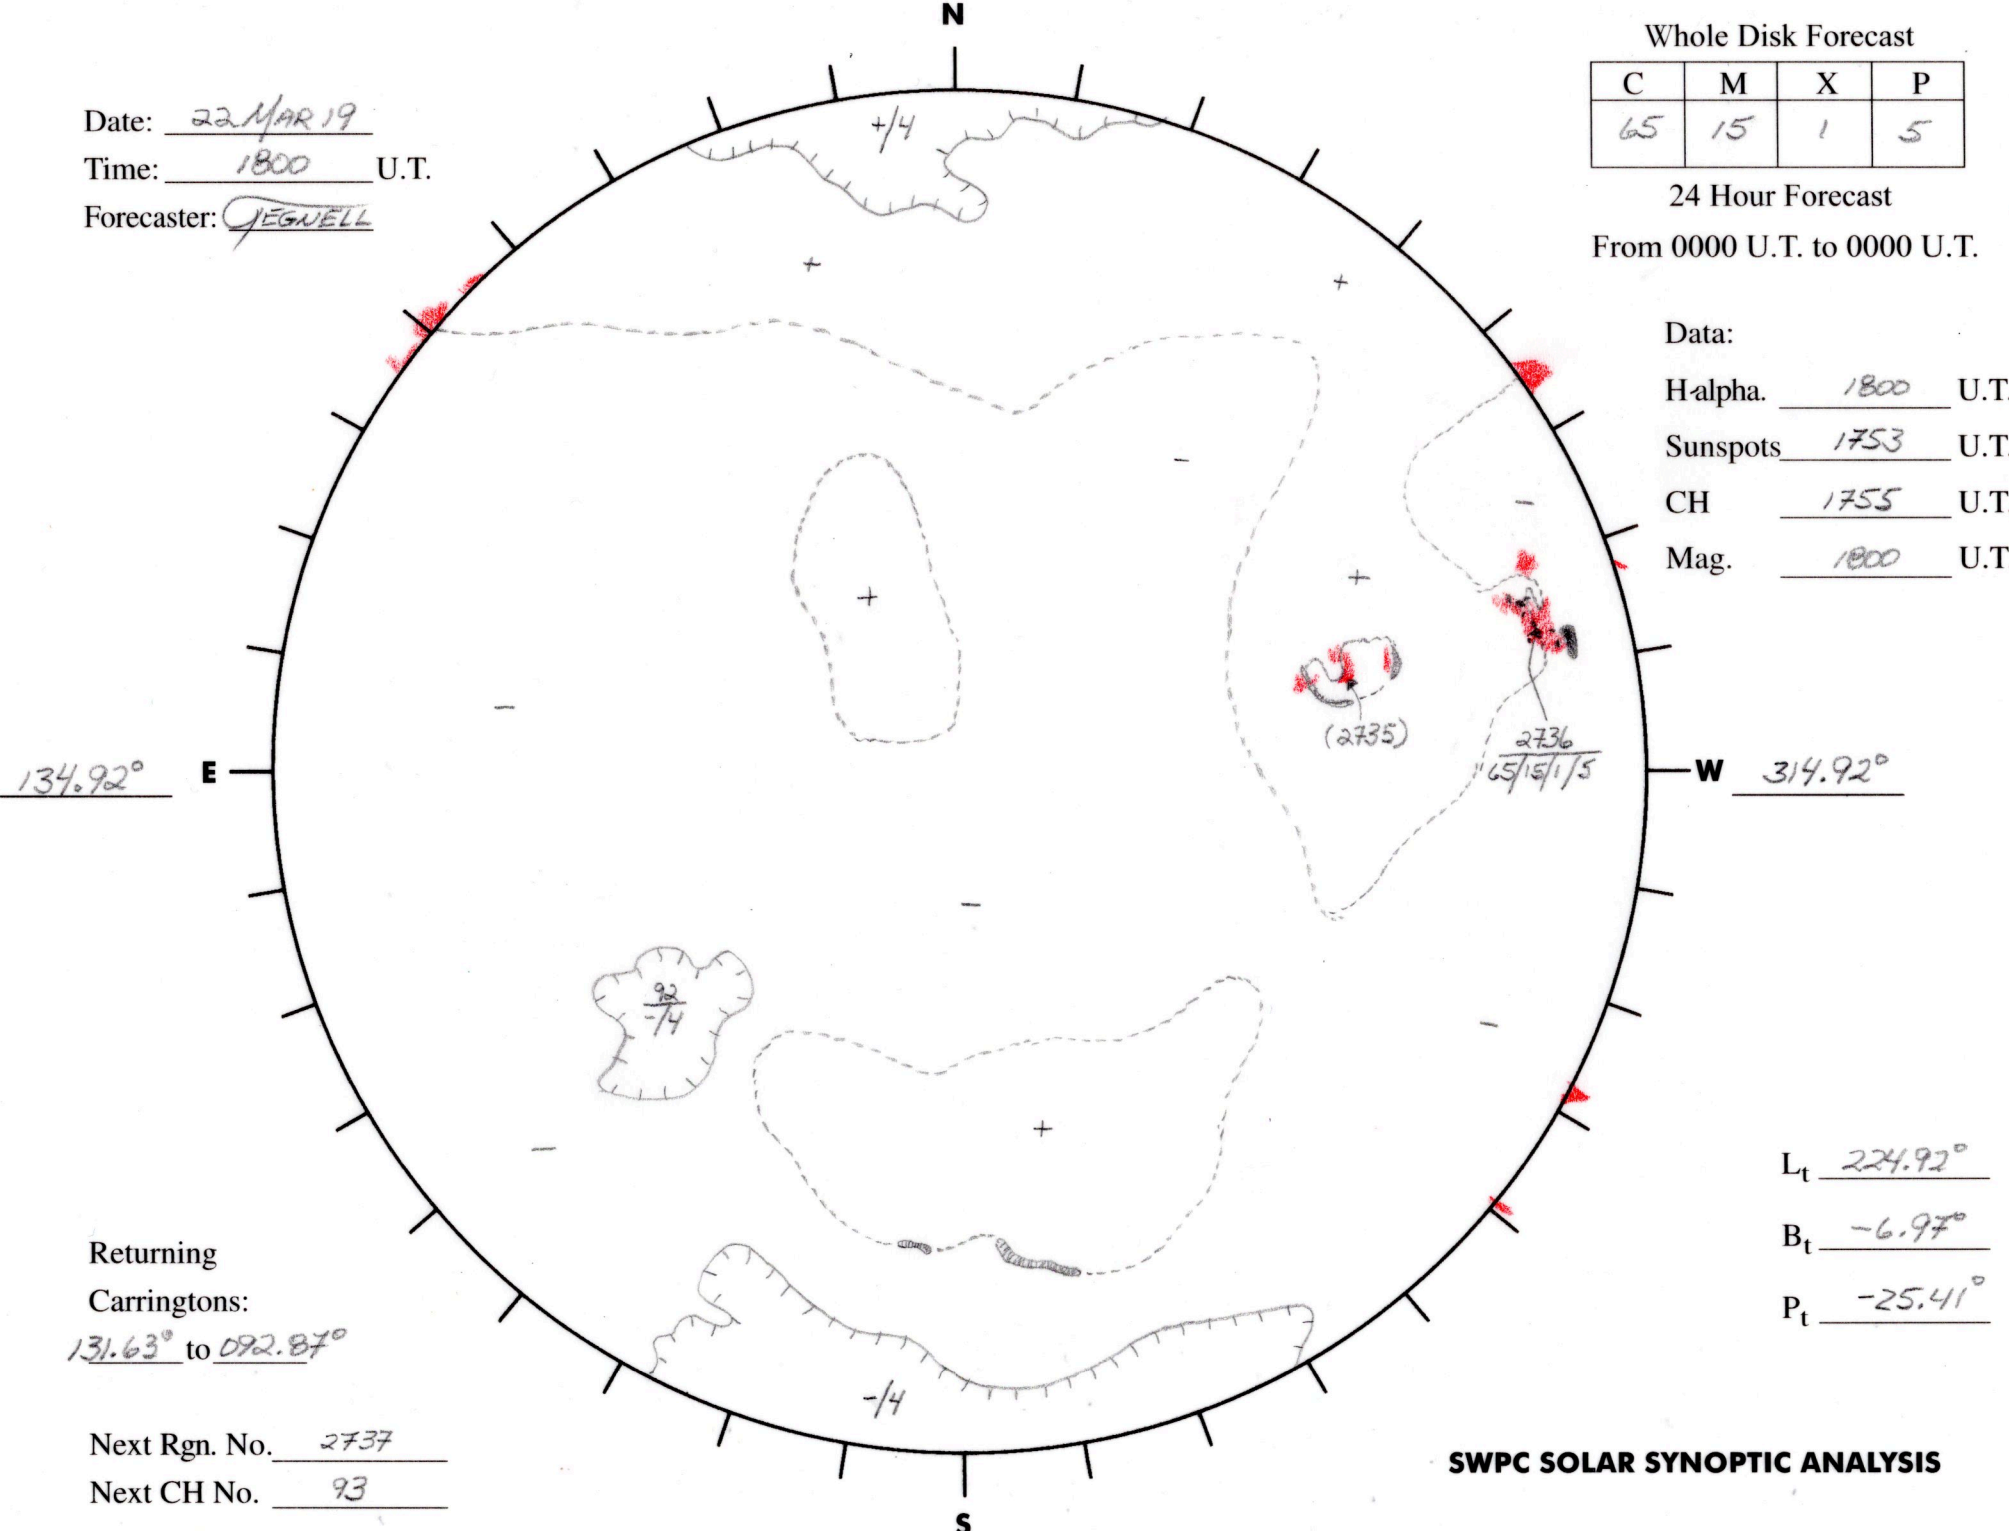 N
Date: 22 MAR 19
Time: 1800 U.T.
Forecaster: GEGNELL
Whole Disk Forecast
C M X P
65 15 1 5
24 Hour Forecast
From 0000 U.T. to 0000 U.T.
Data:
H-alpha. 1800 U.T.
Sunspots 1753 U.T.
CH 1755 U.T.
Mag. 1800 U.T.
+/4
+
+
-
-
+
+
-
(2735)
2736
65/15/1/5
134.92° E
W 314.92°
-
92
-/4
-
+
-
-/4
Lt 224.92°
Bt -6.97°
Pt -25.41°
Returning
Carringtons:
131.63° to 092.87°
Next Rgn. No. 2737
Next CH No. 93
SWPC SOLAR SYNOPTIC ANALYSIS
S